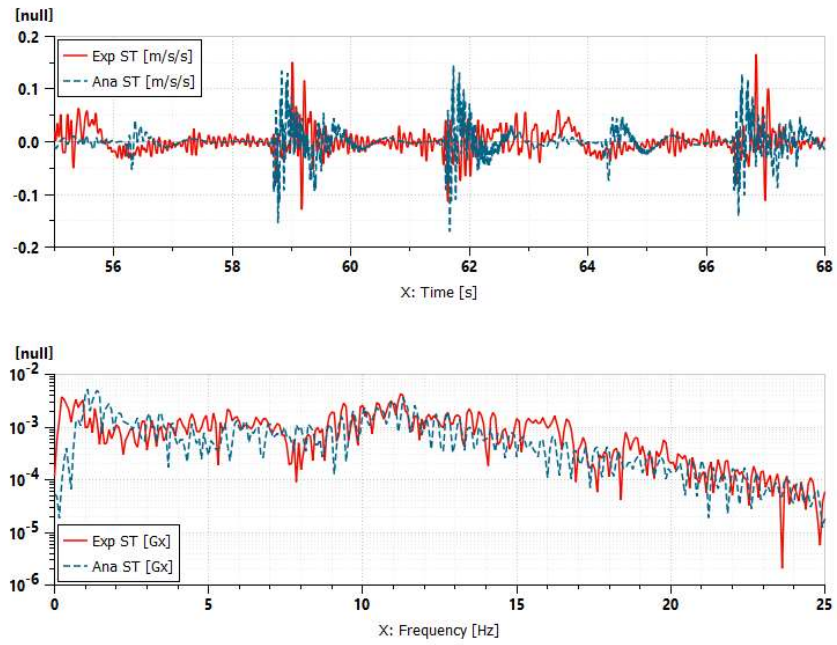 [null]
0.2
Exp ST [m/s/s]
Ana ST [m/s/s]
0.1
0.0
-0.1
-0.2
56 58 60 62 64 66 68
X: Time [s]
[null]
10-2
10-3
10-4
10-5
Exp ST [Gx]
Ana ST [Gx]
10-6
0 5 10 15 20 25
X: Frequency [Hz]